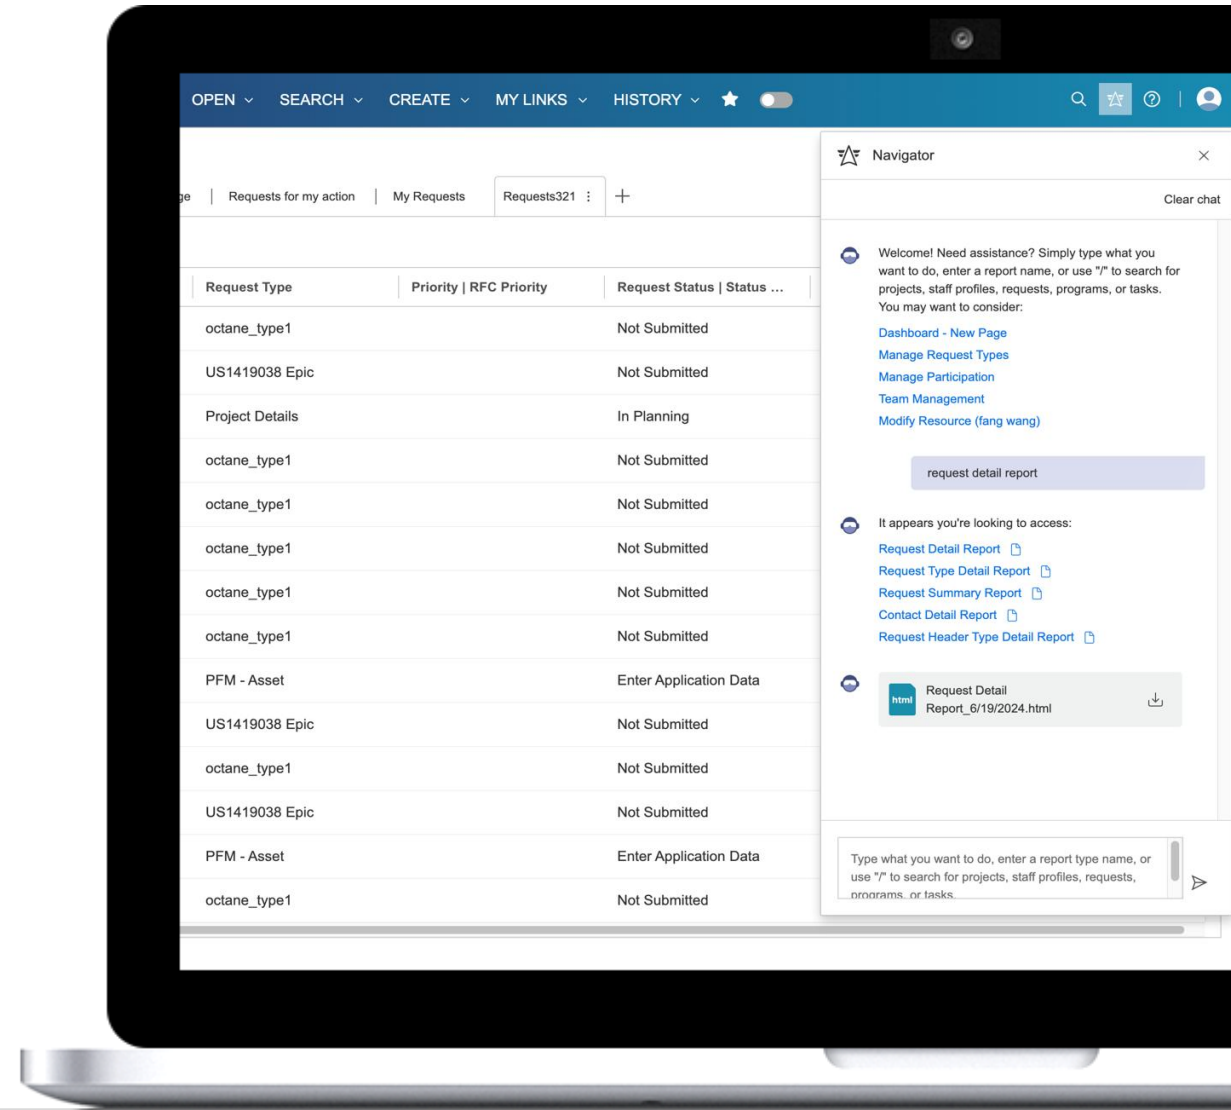 OPEN SEARCH CREATE MY LINKS HISTORY
Navigator
Clear chat
ge | Requests for my action | My Requests Requests321
Request Type Priority | RFC Priority Request Status | Status ...
octane_type1 Not Submitted
US1419038 Epic Not Submitted
Project Details In Planning
octane_type1 Not Submitted
octane_type1 Not Submitted
octane_type1 Not Submitted
octane_type1 Not Submitted
octane_type1 Not Submitted
PFM - Asset Enter Application Data
US1419038 Epic Not Submitted
octane_type1 Not Submitted
US1419038 Epic Not Submitted
PFM - Asset Enter Application Data
octane_type1 Not Submitted
Welcome! Need assistance? Simply type what you
want to do, enter a report name, or use "/" to search for
projects, staff profiles, requests, programs, or tasks.
You may want to consider:
Dashboard - New Page
Manage Request Types
Manage Participation
Team Management
Modify Resource (fang wang)
request detail report
It appears you're looking to access:
Request Detail Report
Request Type Detail Report
Request Summary Report
Contact Detail Report
Request Header Type Detail Report
html
Request Detail
Report_6/19/2024.html
Type what you want to do, enter a report type name, or
use "/" to search for projects, staff profiles, requests,
programs, or tasks.